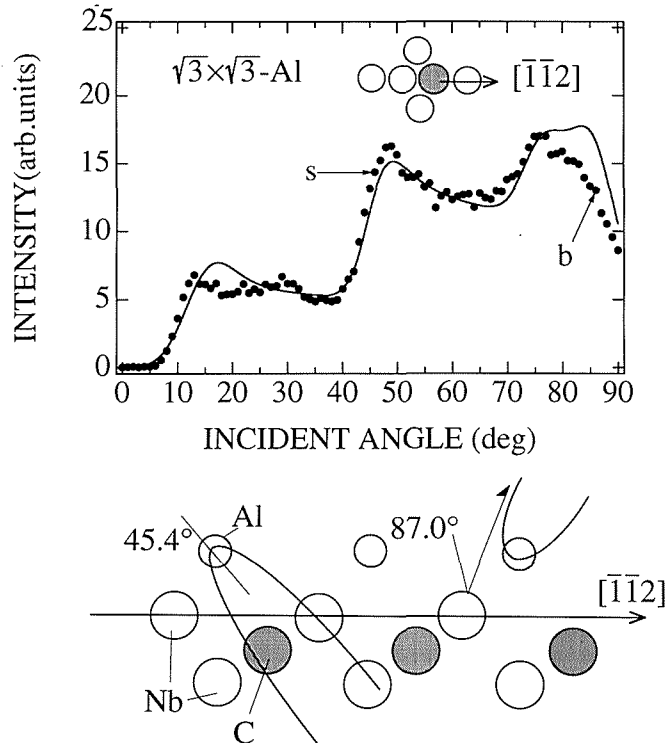 25
√3×√3-Al
[1̅1̅2]
20
15
s
10
b
5
0
INTENSITY(arb.units)
0 10 20 30 40 50 60 70 80 90
INCIDENT ANGLE (deg)
Al
45.4°
87.0°
[1̅1̅2]
Nb
C